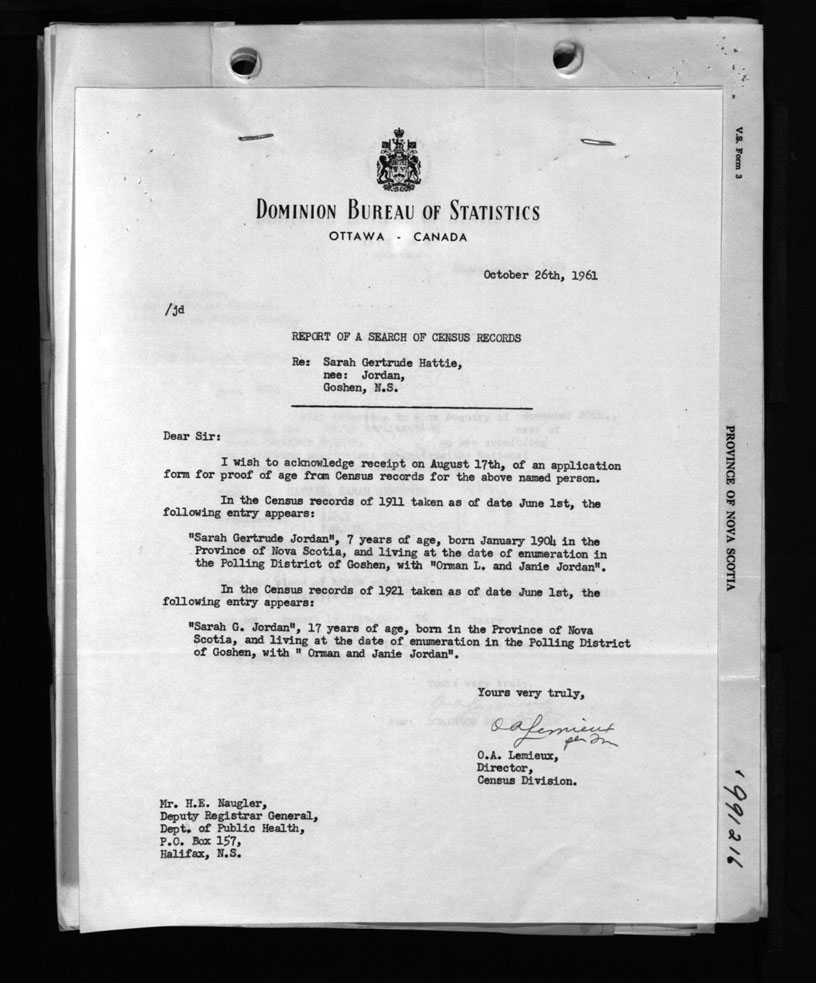 DOMINION BUREAU OF STATISTICS
OTTAWA - CANADA
October 26th, 1961
/jd
REPORT OF A SEARCH OF CENSUS RECORDS
Re: Sarah Gertrude Hattie,
nee: Jordan,
Goshen, N.S.
Dear Sir:
I wish to acknowledge receipt on August 17th, of an application
form for proof of age from Census records for the above named person.
In the Census records of 1911 taken as of date June 1st, the
following entry appears:
"Sarah Gertrude Jordan", 7 years of age, born January 1904 in the
Province of Nova Scotia, and living at the date of enumeration in
the Polling District of Goshen, with "Orman L. and Janie Jordan".
In the Census records of 1921 taken as of date June 1st, the
following entry appears:
"Sarah G. Jordan", 17 years of age, born in the Province of Nova
Scotia, and living at the date of enumeration in the Polling District
of Goshen, with " Orman and Janie Jordan".
Yours very truly,
O A Lemieux
per
O.A. Lemieux,
Director,
Census Division.
Mr. H.E. Naugler,
Deputy Registrar General,
Dept. of Public Health,
P.O. Box 157,
Halifax, N.S.
V.S. Form 3
PROVINCE OF NOVA SCOTIA
991216